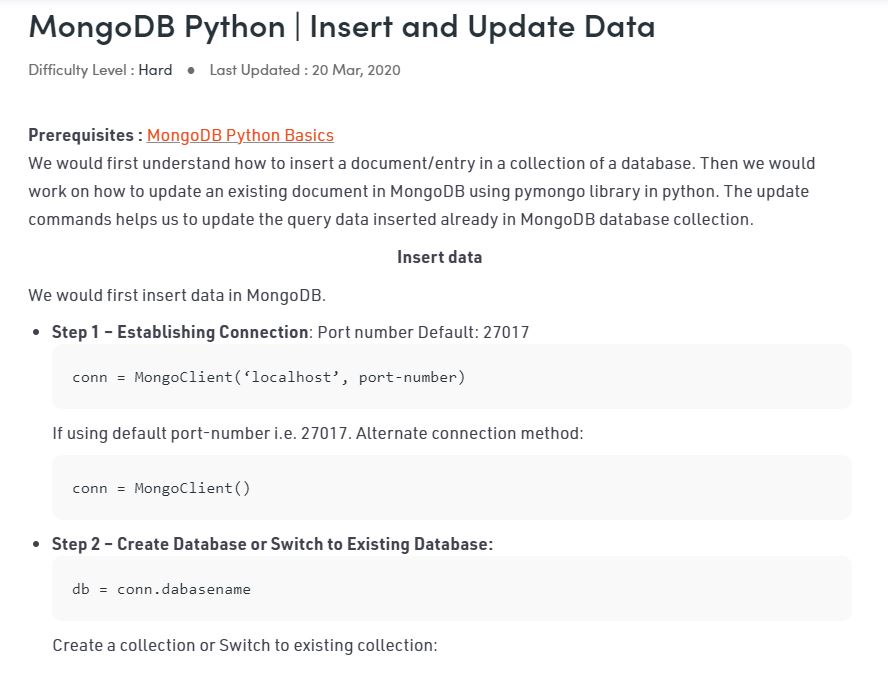 MongoDB Python | Insert and Update Data
Difficulty Level : Hard ● Last Updated : 20 Mar, 2020
Prerequisites : MongoDB Python Basics
We would first understand how to insert a document/entry in a collection of a database. Then we would
work on how to update an existing document in MongoDB using pymongo library in python. The update
commands helps us to update the query data inserted already in MongoDB database collection.
Insert data
We would first insert data in MongoDB.
• Step 1 – Establishing Connection: Port number Default: 27017
conn = MongoClient(‘localhost’, port-number)
If using default port-number i.e. 27017. Alternate connection method:
conn = MongoClient()
• Step 2 – Create Database or Switch to Existing Database:
db = conn.dabasename
Create a collection or Switch to existing collection: